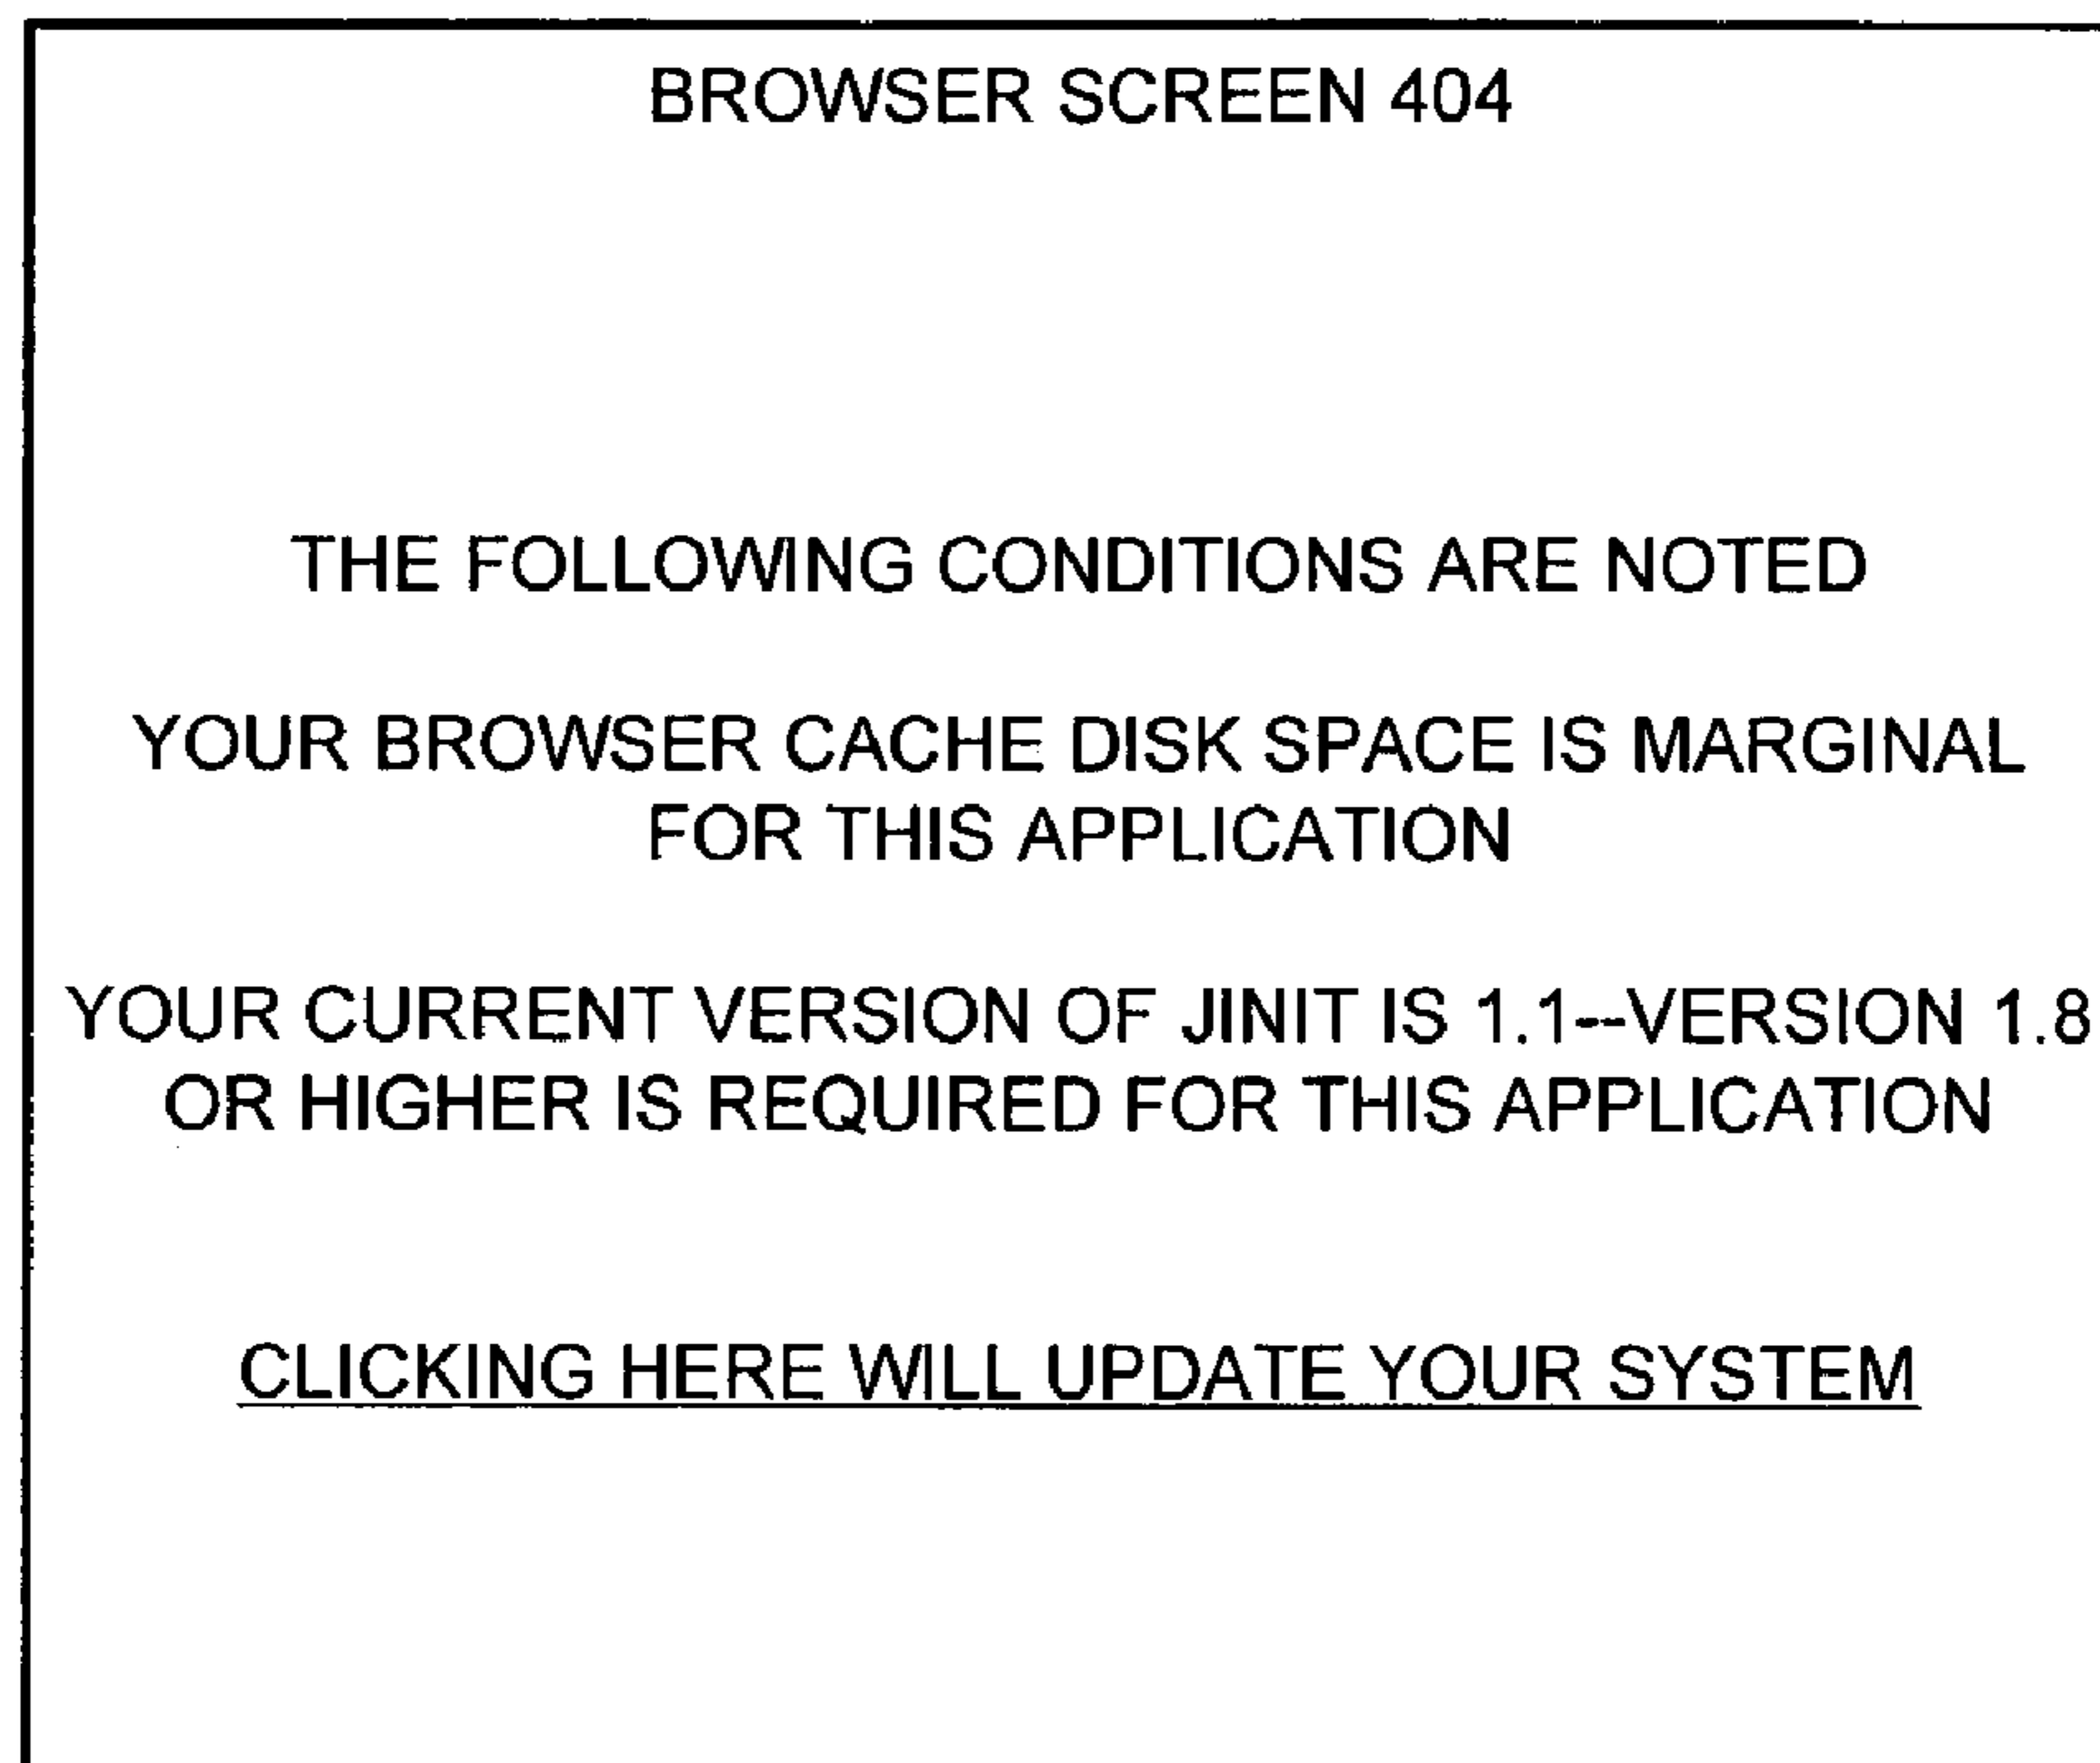 BROWSER SCREEN 404
THE FOLLOWING CONDITIONS ARE NOTED
YOUR BROWSER CACHE DISK SPACE IS MARGINAL
FOR THIS APPLICATION
YOUR CURRENT VERSION OF JINIT IS 1.1--VERSION 1.8
OR HIGHER IS REQUIRED FOR THIS APPLICATION
CLICKING HERE WILL UPDATE YOUR SYSTEM